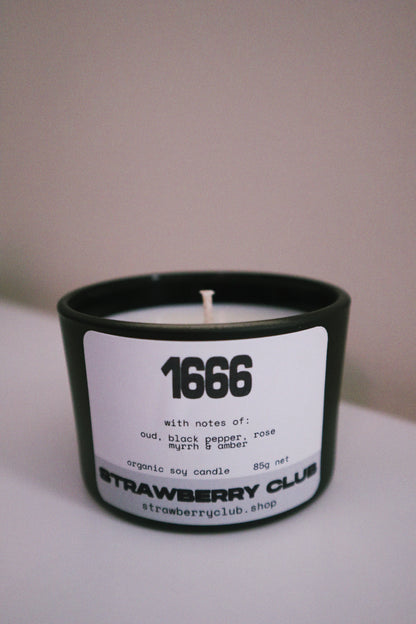 1666
with notes of:
oud, black pepper, rose
myrrh & amber
organic soy candle 85g net
STRAWBERRY CLUB
strawberryclub.shop